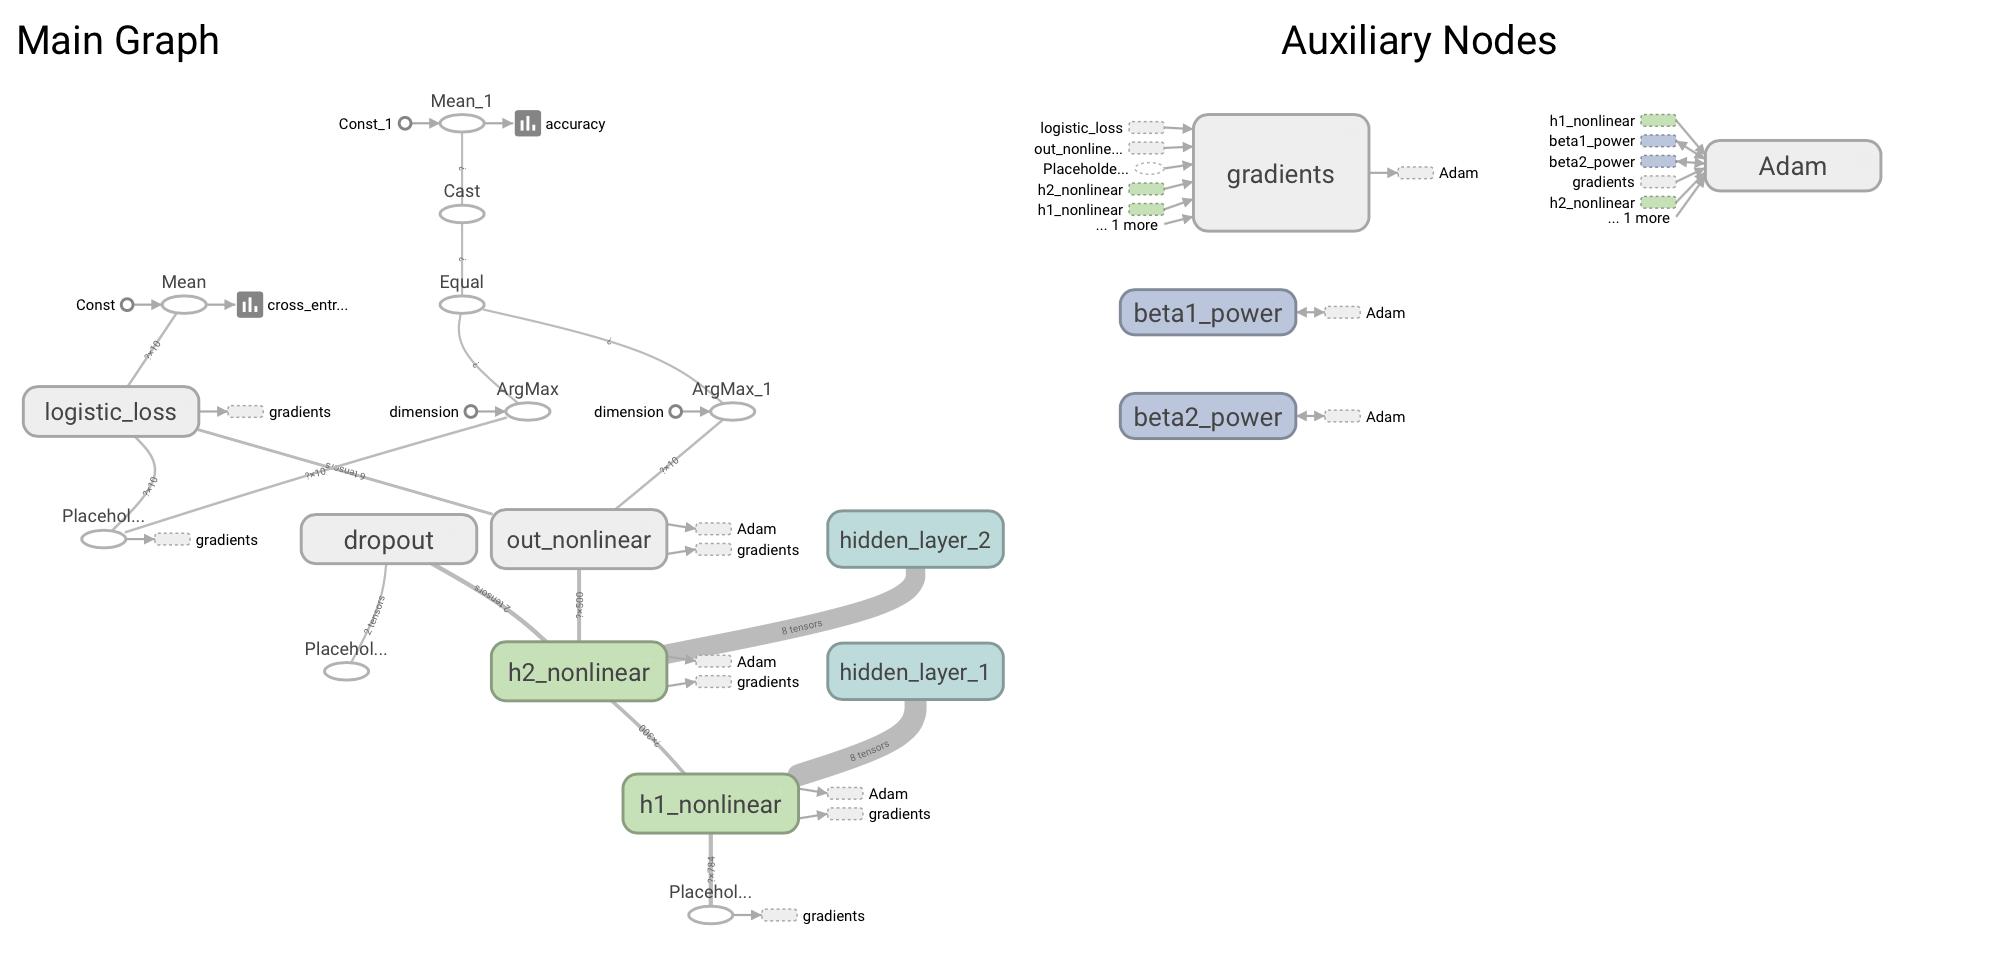 Main Graph
Auxiliary Nodes
Mean_1
Const_1
accuracy
?
Cast
?
Equal
Mean
Const
cross_entr...
?×10
?
?
logistic_loss
gradients
dimension
ArgMax
dimension
ArgMax_1
?×10
?×10
6 tensors
?×10
Placehol...
gradients
dropout
out_nonlinear
Adam
gradients
hidden_layer_2
2 tensors
2 tensors
?×500
8 tensors
Placehol...
h2_nonlinear
Adam
gradients
hidden_layer_1
?×300
8 tensors
h1_nonlinear
Adam
gradients
?×784
Placehol...
gradients
logistic_loss
out_nonline...
Placeholde...
h2_nonlinear
h1_nonlinear
... 1 more
gradients
Adam
h1_nonlinear
beta1_power
beta2_power
gradients
h2_nonlinear
... 1 more
Adam
beta1_power
Adam
beta2_power
Adam